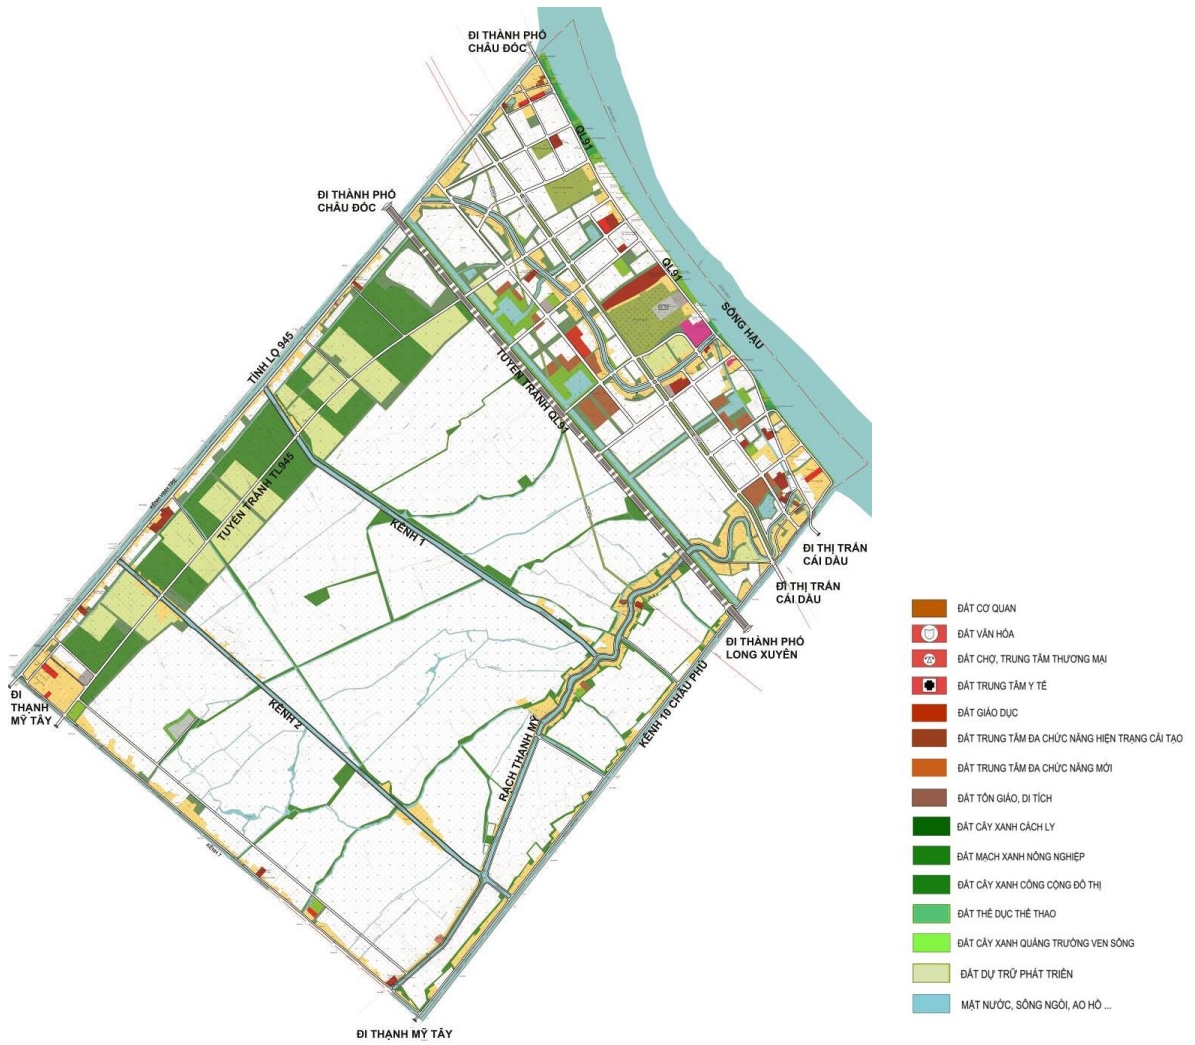 ĐI THÀNH PHỐ
CHÂU ĐỐC
QL91
ĐI THÀNH PHỐ
CHÂU ĐỐC
QL91
SÔNG HẬU
TỈNH LỘ 945
TUYẾN TRÁNH QL91
TUYẾN TRÁNH TL945
KÊNH 1
ĐI THỊ TRẤN
CÁI DẦU
ĐI THỊ TRẤN
CÁI DẦU
ĐI THÀNH PHỐ
LONG XUYÊN
ĐI
THẠNH
MỸ TÂY
KÊNH 2
RẠCH THẠNH MỸ
KÊNH 10 CHÂU PHÚ
KÊNH 7
ĐI THẠNH MỸ TÂY
ĐẤT CƠ QUAN
ĐẤT VĂN HÓA
ĐẤT CHỢ, TRUNG TÂM THƯƠNG MẠI
ĐẤT TRUNG TÂM Y TẾ
ĐẤT GIÁO DỤC
ĐẤT TRUNG TÂM ĐA CHỨC NĂNG HIỆN TRẠNG CẢI TẠO
ĐẤT TRUNG TÂM ĐA CHỨC NĂNG MỚI
ĐẤT TÔN GIÁO, DI TÍCH
ĐẤT CÂY XANH CÁCH LY
ĐẤT MẠCH XANH NÔNG NGHIỆP
ĐẤT CÂY XANH CÔNG CỘNG ĐÔ THỊ
ĐẤT THỂ DỤC THỂ THAO
ĐẤT CÂY XANH QUẢNG TRƯỜNG VEN SÔNG
ĐẤT DỰ TRỮ PHÁT TRIỂN
MẶT NƯỚC, SÔNG NGÒI, AO HỒ ...